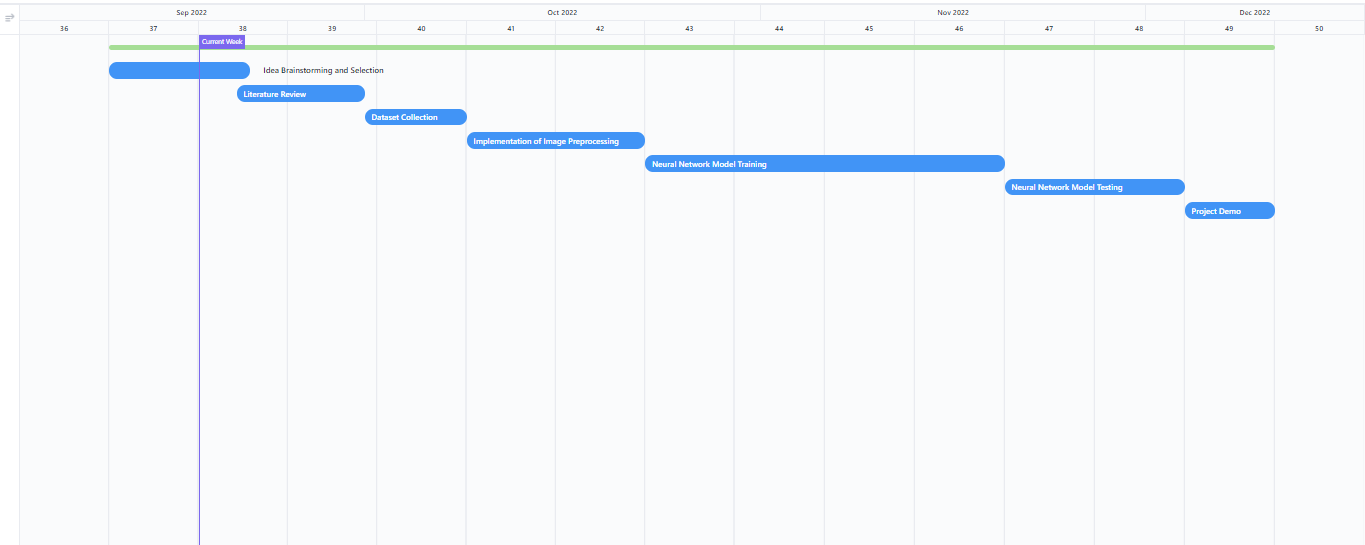 Sep 2022 Oct 2022 Nov 2022 Dec 2022
36 37 38 39 40 41 42 43 44 45 46 47 48 49 50
Current Week
Idea Brainstorming and Selection
Literature Review
Dataset Collection
Implementation of Image Preprocessing
Neural Network Model Training
Neural Network Model Testing
Project Demo